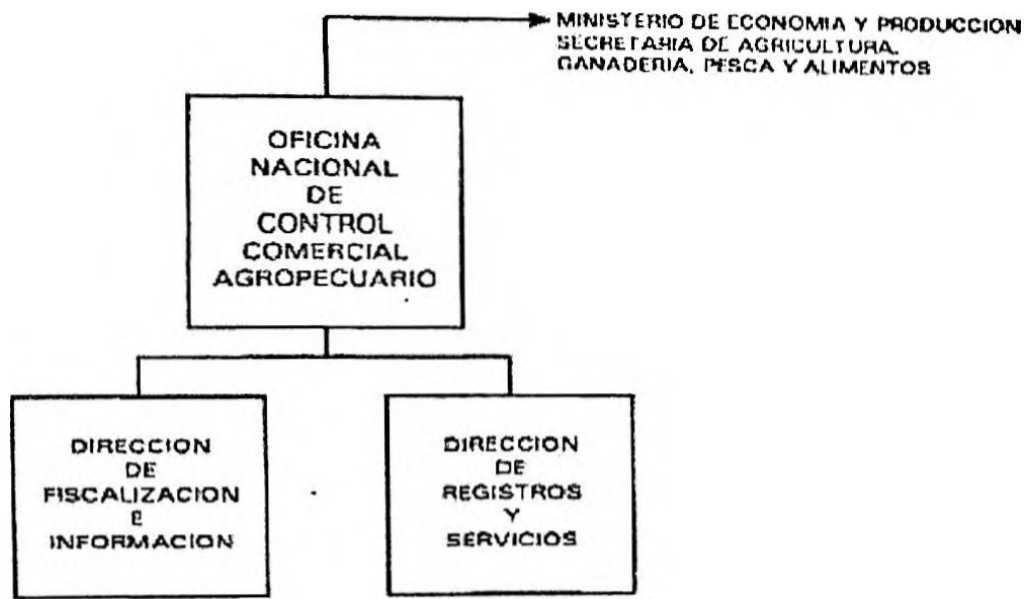 MINISTERIO DE ECONOMIA Y PRODUCCION
SECRETARIA DE AGRICULTURA.
GANADERIA, PESCA Y ALIMENTOS
OFICINA
NACIONAL
DE
CONTROL
COMERCIAL
AGROPECUARIO
DIRECCION
DE
FISCALIZACION
E
INFORMACION
DIRECCION
DE
REGISTROS
Y
SERVICIOS